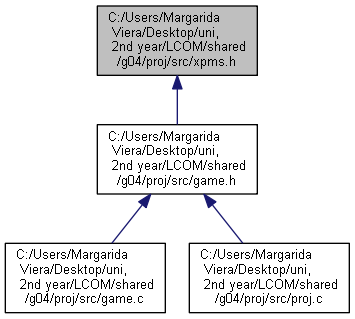 C:/Users/Margarida
Viera/Desktop/uni,
2nd year/LCOM/shared
/g04/proj/src/xpms.h
C:/Users/Margarida
Viera/Desktop/uni,
2nd year/LCOM/shared
/g04/proj/src/game.h
C:/Users/Margarida
Viera/Desktop/uni,
2nd year/LCOM/shared
/g04/proj/src/game.c
C:/Users/Margarida
Viera/Desktop/uni,
2nd year/LCOM/shared
/g04/proj/src/proj.c